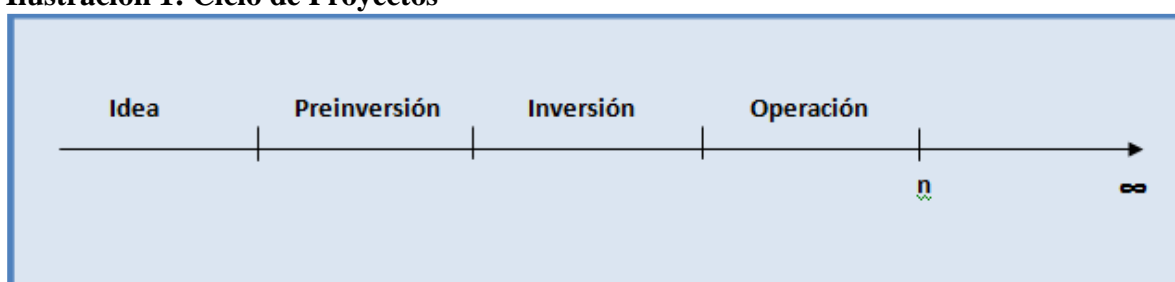 Ilustración 1: Ciclo de Proyectos
Idea Preinversión Inversión Operación
n ∞